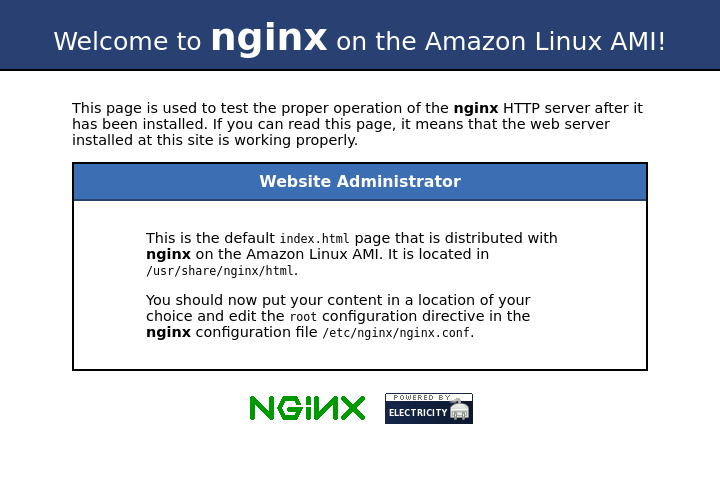 Welcome to nginx on the Amazon Linux AMI!
This page is used to test the proper operation of the nginx HTTP server after it
has been installed. If you can read this page, it means that the web server
installed at this site is working properly.
Website Administrator
This is the default index.html page that is distributed with
nginx on the Amazon Linux AMI. It is located in
/usr/share/nginx/html.
You should now put your content in a location of your
choice and edit the root configuration directive in the
nginx configuration file /etc/nginx/nginx.conf.
NGINX
POWERED BY
ELECTRICITY